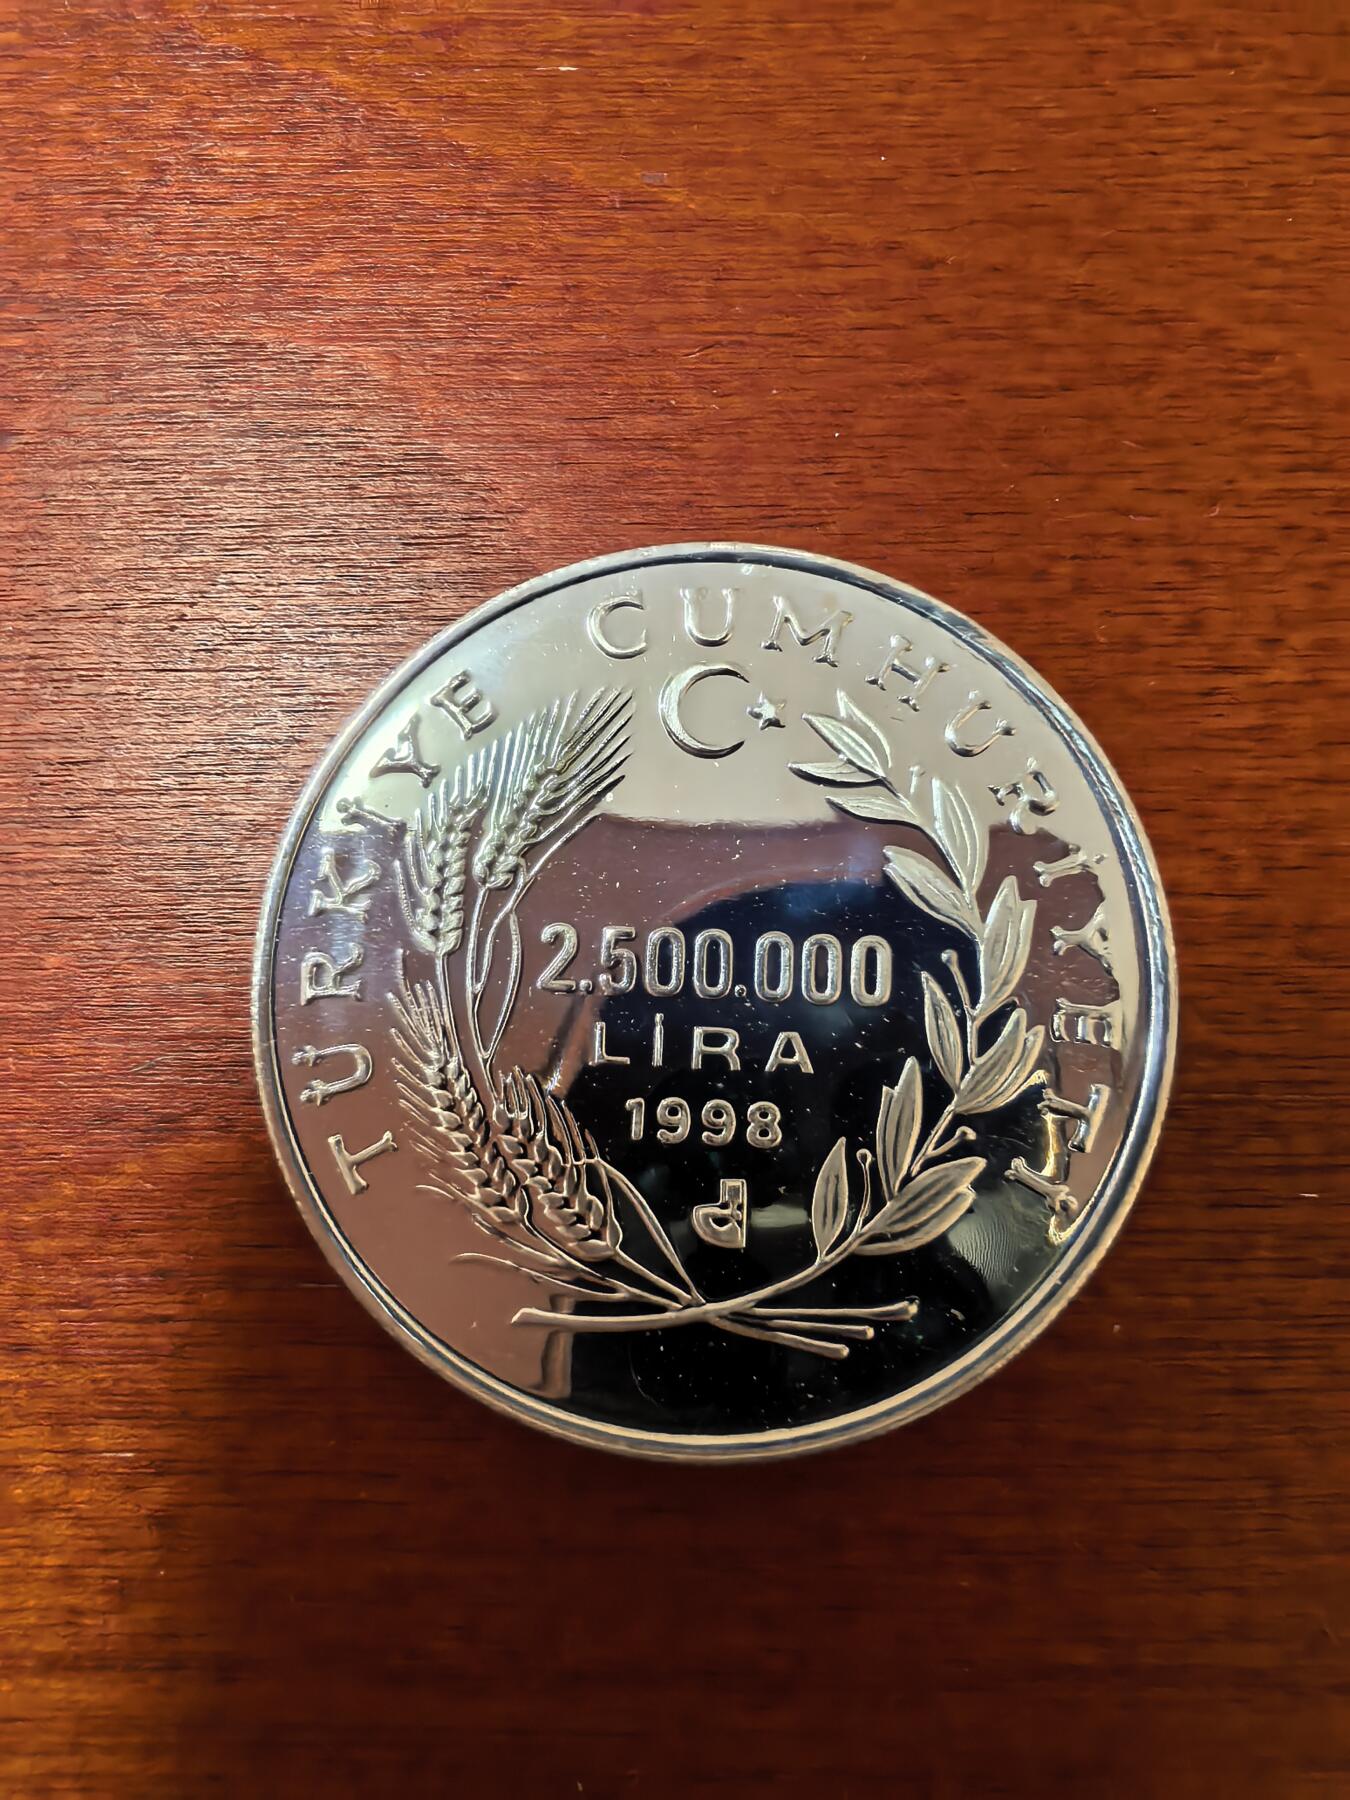 TÜRKİYE CUMHURİYETİ
2.500.000
LİRA
1998